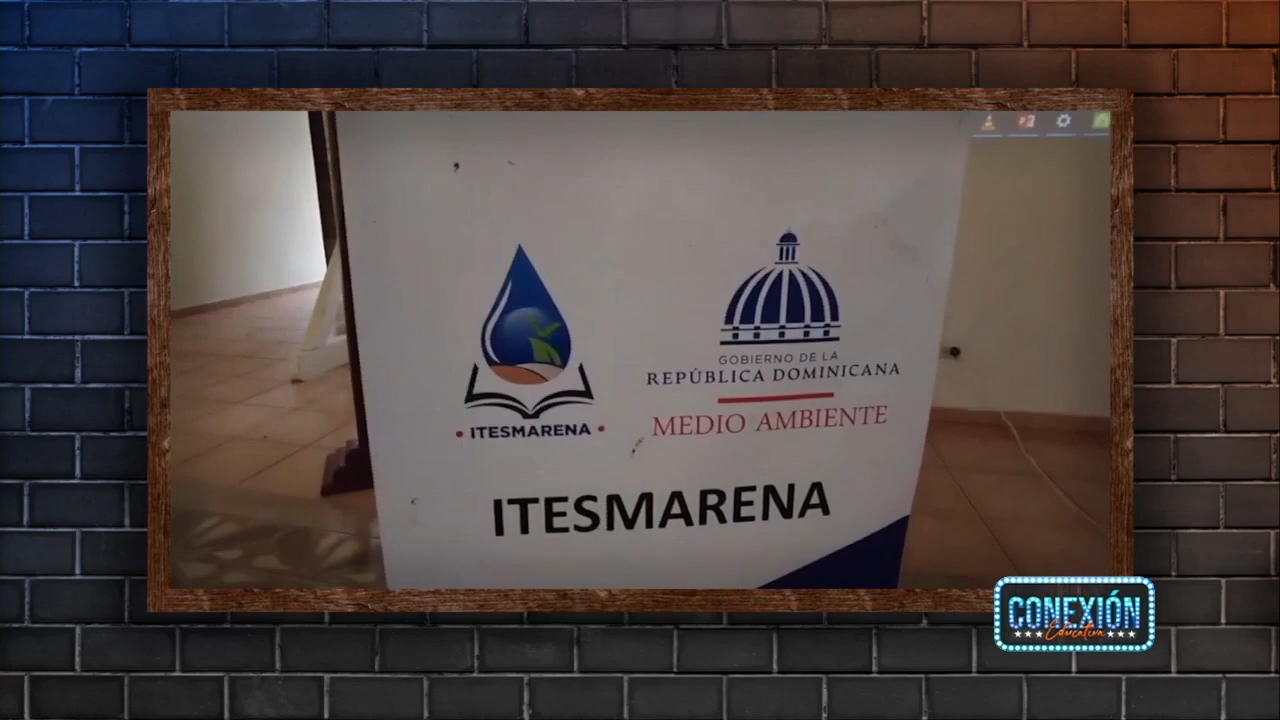 GOBIERNO DE LA
REPÚBLICA DOMINICANA
MEDIO AMBIENTE
• ITESMARENA •
ITESMARENA
CONEXIÓN
Educativa